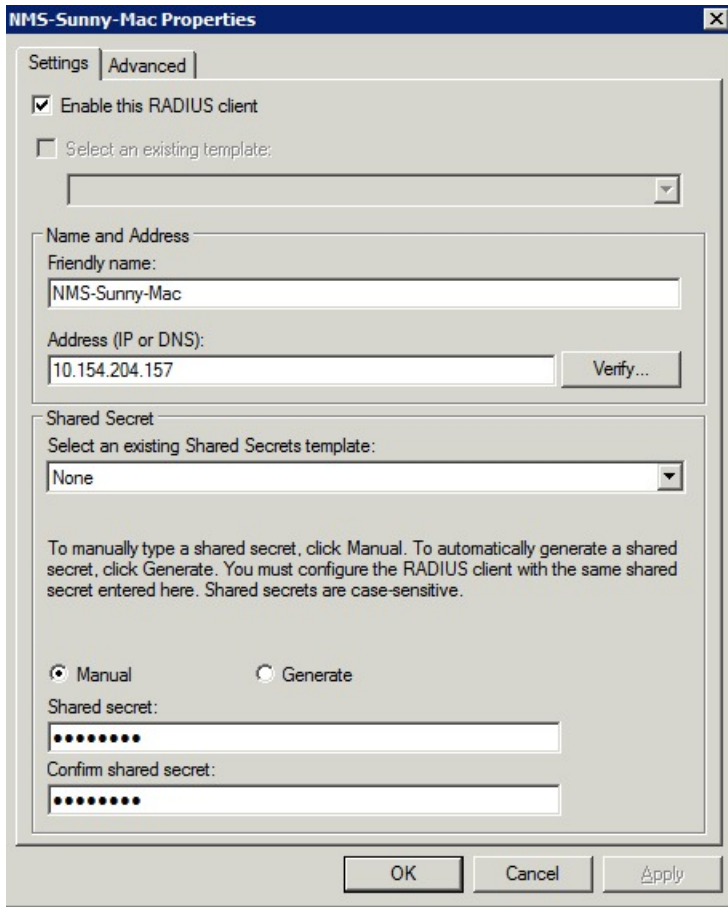 NMS-Sunny-Mac Properties
Settings
Advanced
Enable this RADIUS client
Select an existing template:
Name and Address
Friendly name:
NMS-Sunny-Mac
Address (IP or DNS):
10.154.204.157
Verify...
Shared Secret
Select an existing Shared Secrets template:
None
To manually type a shared secret, click Manual. To automatically generate a shared
secret, click Generate. You must configure the RADIUS client with the same shared
secret entered here. Shared secrets are case-sensitive.
Manual
Generate
Shared secret:
••••••••
Confirm shared secret:
••••••••
OK
Cancel
Apply